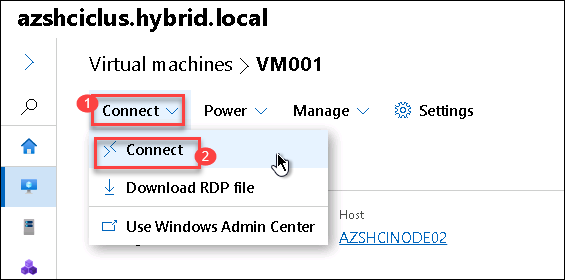 azshciclus.hybrid.local
Virtual machines > VM001
1
Connect Power Manage Settings
Connect 2
Download RDP file
Use Windows Admin Center
Host
AZSHCINODE02